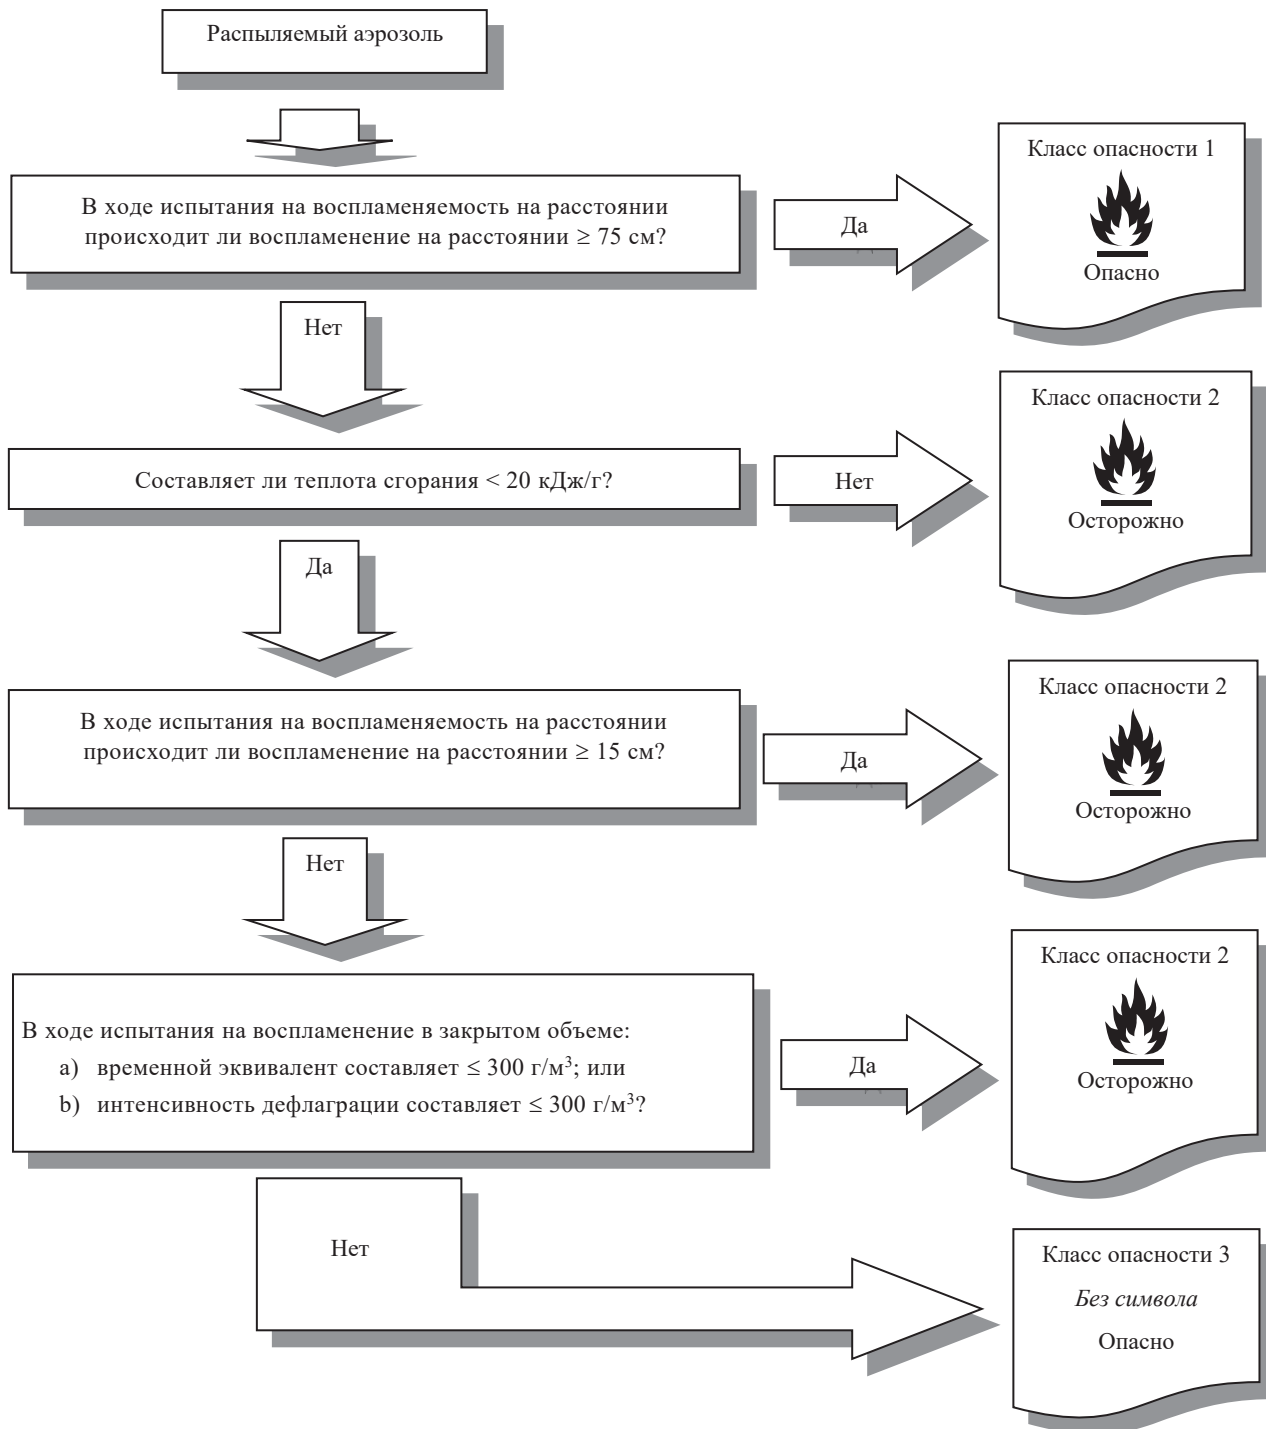 Распыляемый аэрозоль
В ходе испытания на воспламеняемость на расстоянии
происходит ли воспламенение на расстоянии ≥ 75 см?
Да
Класс опасности 1
Опасно
Нет
Составляет ли теплота сгорания < 20 кДж/г?
Нет
Класс опасности 2
Осторожно
Да
В ходе испытания на воспламеняемость на расстоянии
происходит ли воспламенение на расстоянии ≥ 15 см?
Да
Класс опасности 2
Осторожно
Нет
В ходе испытания на воспламенение в закрытом объеме:
a) временной эквивалент составляет ≤ 300 г/м³; или
b) интенсивность дефлаграции составляет ≤ 300 г/м³?
Да
Класс опасности 2
Осторожно
Нет
Класс опасности 3
Без символа
Опасно